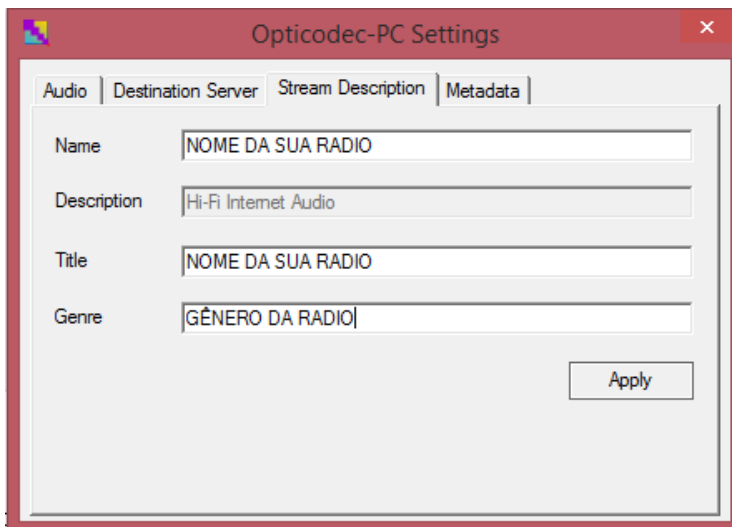 Opticodec-PC Settings
Audio Destination Server Stream Description Metadata
Name NOME DA SUA RADIO
Description Hi-Fi Internet Audio
Title NOME DA SUA RADIO
Genre GÊNERO DA RADIO
Apply